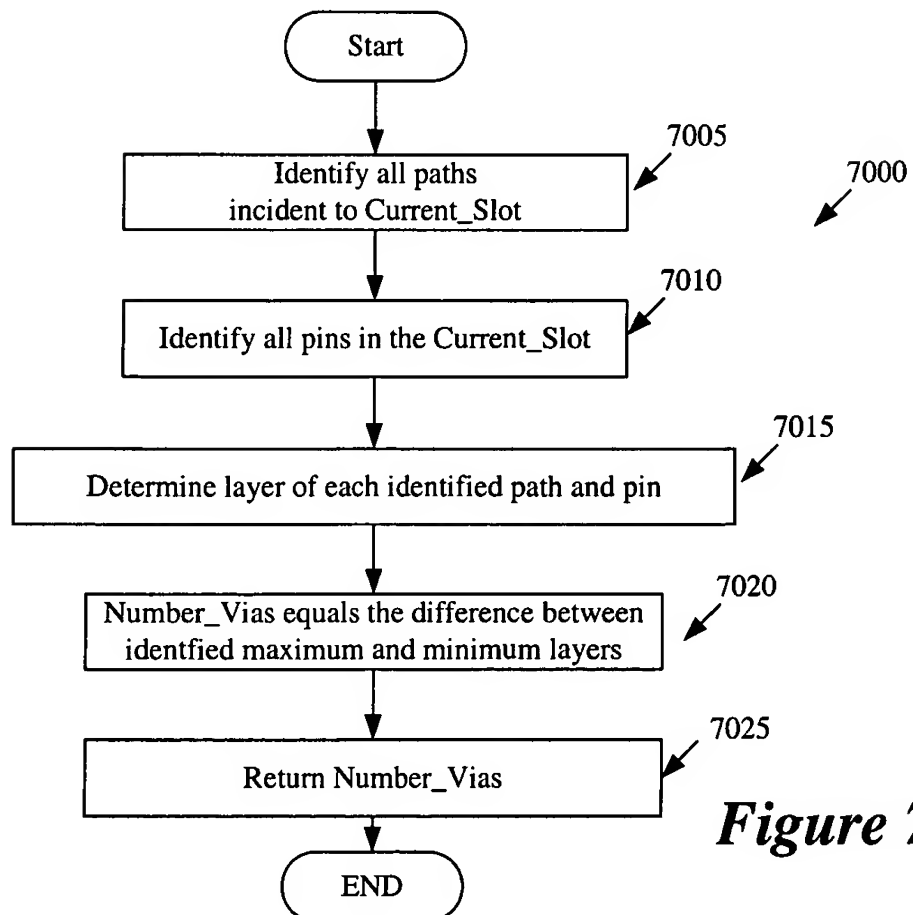 Start
7005
7000
Identify all paths
incident to Current_Slot
7010
Identify all pins in the Current_Slot
7015
Determine layer of each identified path and pin
7020
Number_Vias equals the difference between
identfied maximum and minimum layers
7025
Return Number_Vias
Figure
END